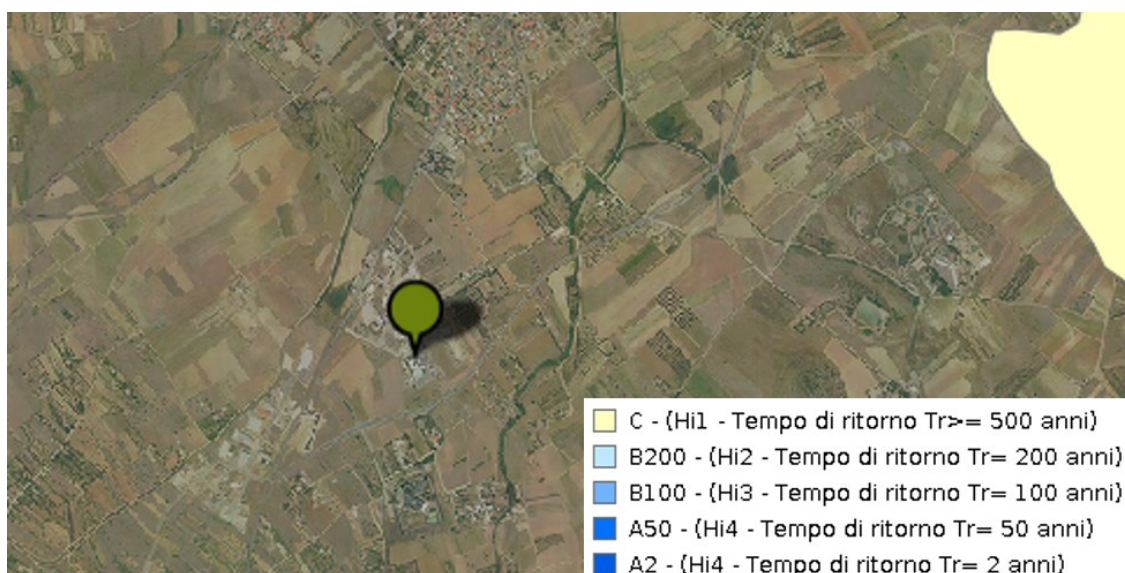 C - (Hi1 - Tempo di ritorno Tr>= 500 anni)
B200 - (Hi2 - Tempo di ritorno Tr= 200 anni)
B100 - (Hi3 - Tempo di ritorno Tr= 100 anni)
A50 - (Hi4 - Tempo di ritorno Tr= 50 anni)
A2 - (Hi4 - Tempo di ritorno Tr= 2 anni)